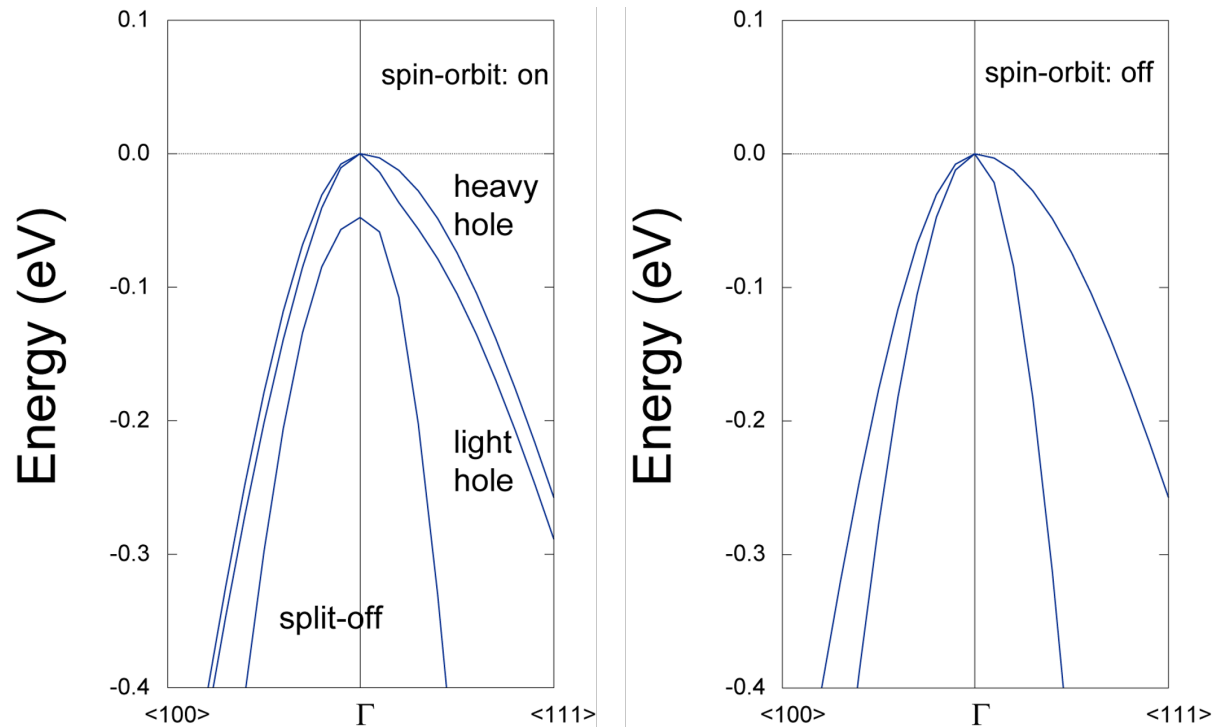 Energy (eV)
0.1
0.0
-0.1
-0.2
-0.3
-0.4
spin-orbit: on
heavy
hole
light
hole
split-off
<100>
Γ
<111>
Energy (eV)
0.1
0.0
-0.1
-0.2
-0.3
-0.4
spin-orbit: off
<100>
Γ
<111>